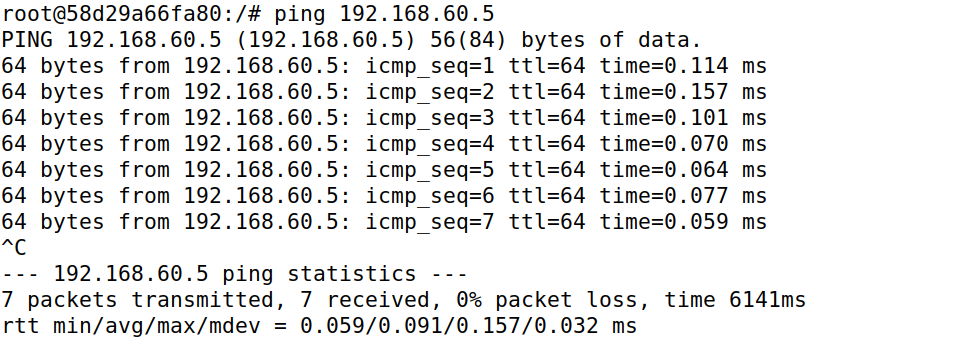 root@58d29a66fa80:/# ping 192.168.60.5
PING 192.168.60.5 (192.168.60.5) 56(84) bytes of data.
64 bytes from 192.168.60.5: icmp_seq=1 ttl=64 time=0.114 ms
64 bytes from 192.168.60.5: icmp_seq=2 ttl=64 time=0.157 ms
64 bytes from 192.168.60.5: icmp_seq=3 ttl=64 time=0.101 ms
64 bytes from 192.168.60.5: icmp_seq=4 ttl=64 time=0.070 ms
64 bytes from 192.168.60.5: icmp_seq=5 ttl=64 time=0.064 ms
64 bytes from 192.168.60.5: icmp_seq=6 ttl=64 time=0.077 ms
64 bytes from 192.168.60.5: icmp_seq=7 ttl=64 time=0.059 ms
^C
--- 192.168.60.5 ping statistics ---
7 packets transmitted, 7 received, 0% packet loss, time 6141ms
rtt min/avg/max/mdev = 0.059/0.091/0.157/0.032 ms